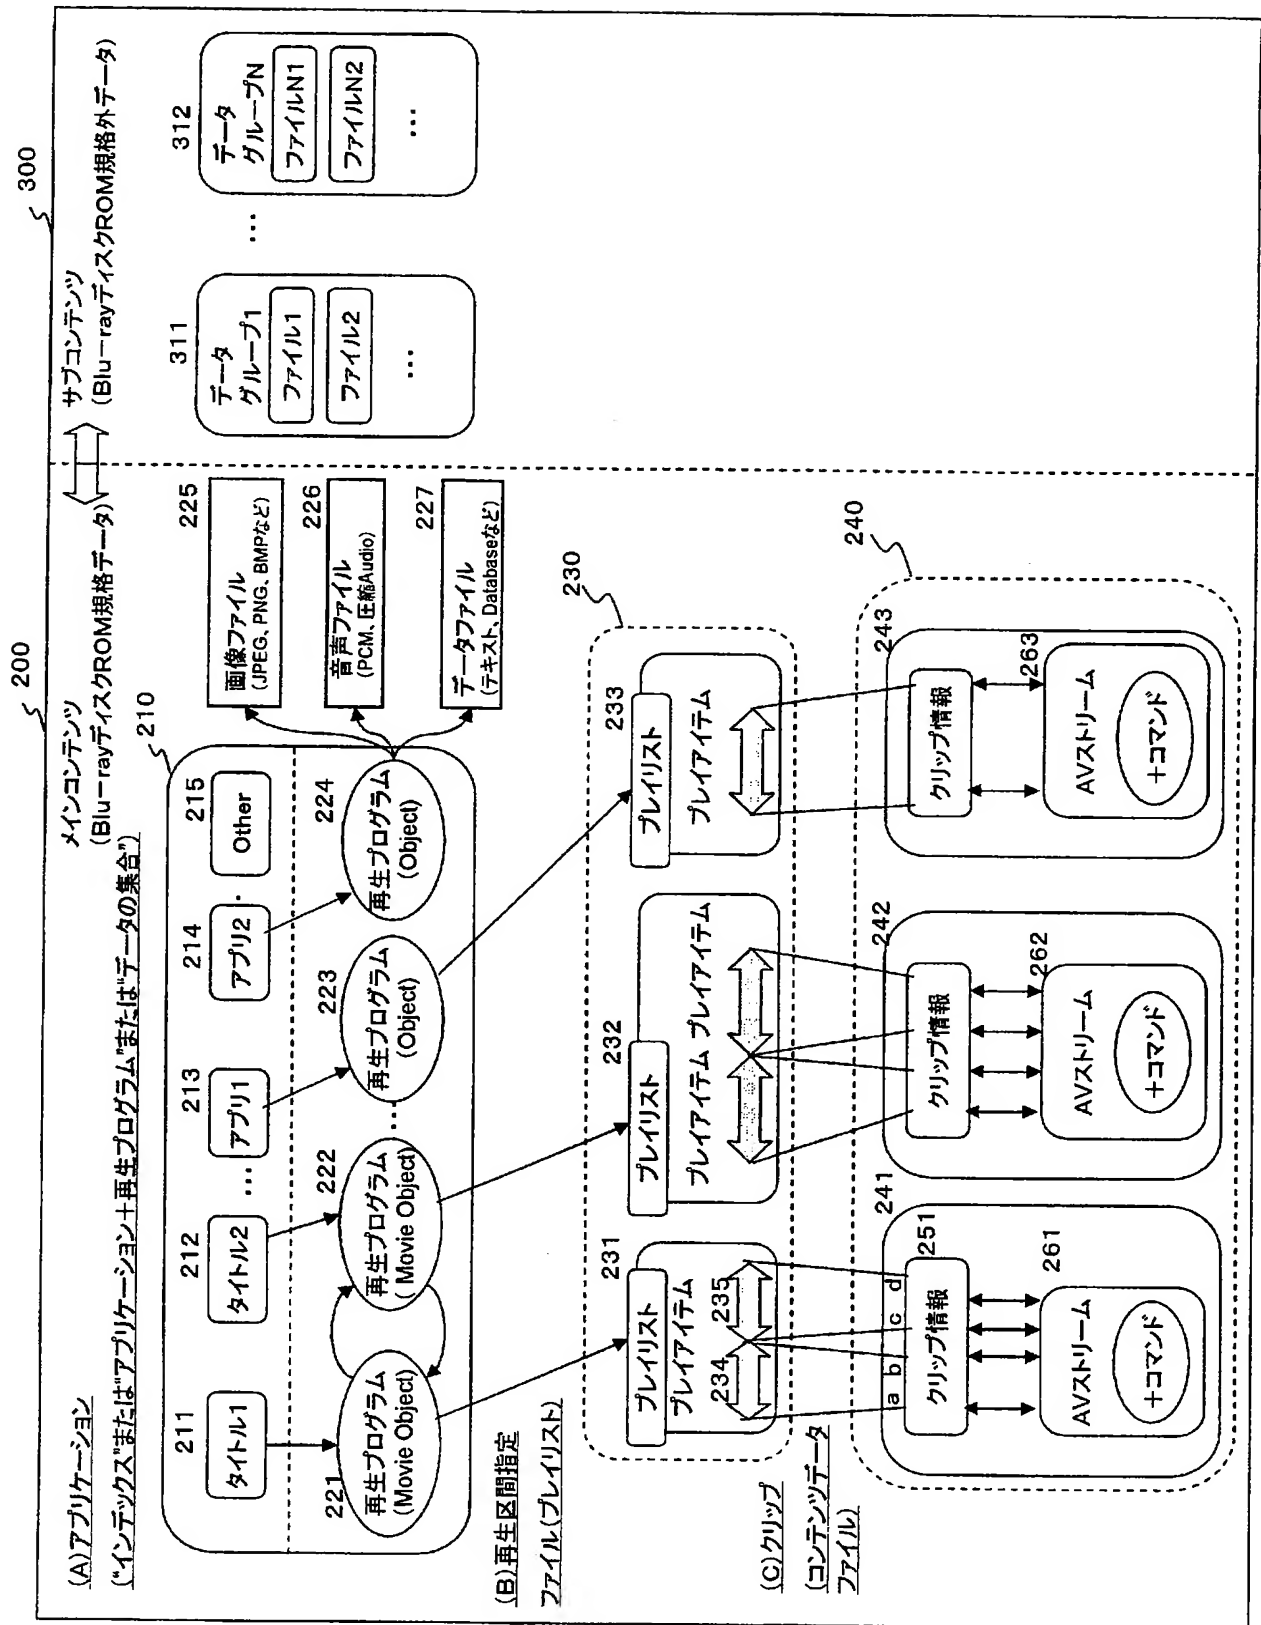 200
300
メインコンテンツ
(Blu－rayディスクROM規格データ)
サブコンテンツ
(Blu－rayディスクROM規格外データ)
(A)アプリケーション
(“インデックス”または“アプリケーション＋再生プログラム”または“データの集合”)
210
211
タイトル1
212
タイトル2
…
213
アプリ1
214
アプリ2
215
Other
221
再生プログラム
(Movie Object)
222
再生プログラム
( Movie Object)
…
223
再生プログラム
(Object)
224
再生プログラム
(Object)
225
画像ファイル
(JPEG、PNG、BMPなど)
226
音声ファイル
(PCM、圧縮Audio)
227
データファイル
(テキスト、Databaseなど)
311
データ
グループ1
ファイル1
ファイル2
…
…
312
データ
グループN
ファイルN1
ファイルN2
…
(B)再生区間指定
ファイル(プレイリスト)
230
231
プレイリスト
プレイアイテム
234
235
232
プレイリスト
プレイアイテム プレイアイテム
233
プレイリスト
プレイアイテム
(C)クリップ
(コンテンツデータ
ファイル)
240
241
a b c d
251
クリップ情報
261
AVストリーム
＋コマンド
242
クリップ情報
262
AVストリーム
＋コマンド
243
クリップ情報
263
AVストリーム
＋コマンド